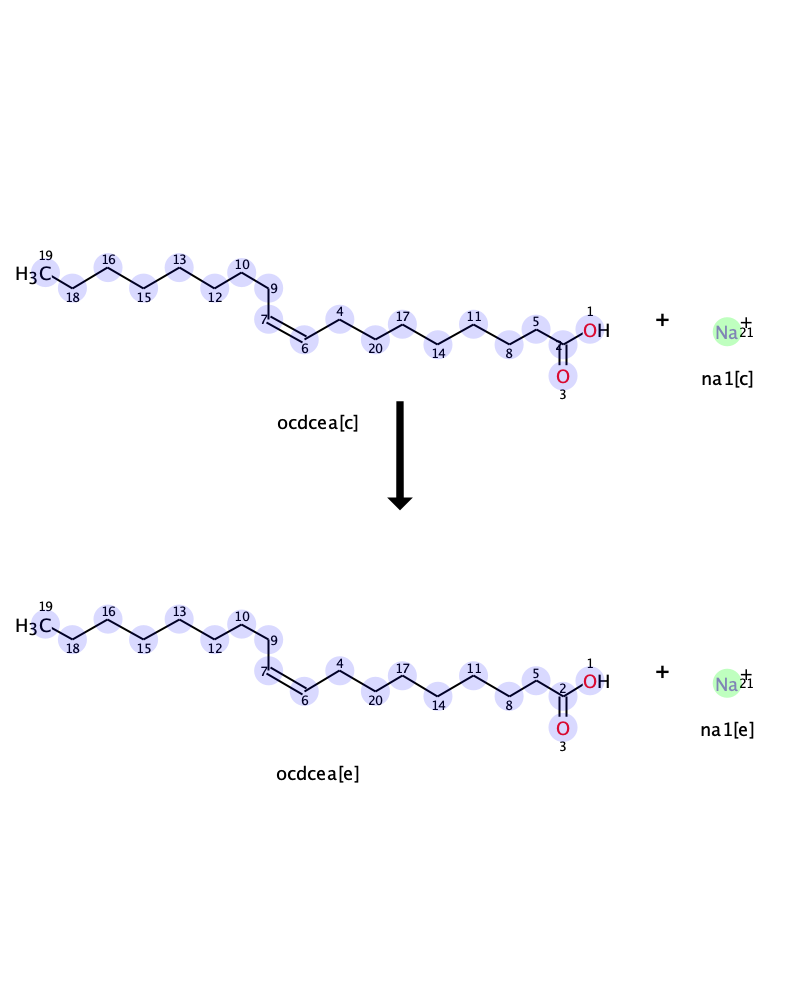 19 16 13 10
H₃C 9
18 15 12
7 4 17 11 5 1
6 20 14 8 2 OH
O
3
+ Na + 21
ocdcea[c] na1[c]
19 16 13 10
H₃C 9
18 15 12
7 4 17 11 5 1
6 20 14 8 2 OH
O
3
+ Na + 21
ocdcea[e] na1[e]